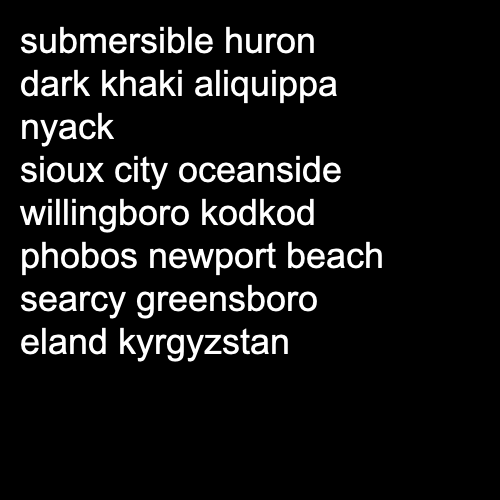 submersible huron
dark khaki aliquippa
nyack
sioux city oceanside
willingboro kodkod
phobos newport beach
searcy greensboro
eland kyrgyzstan